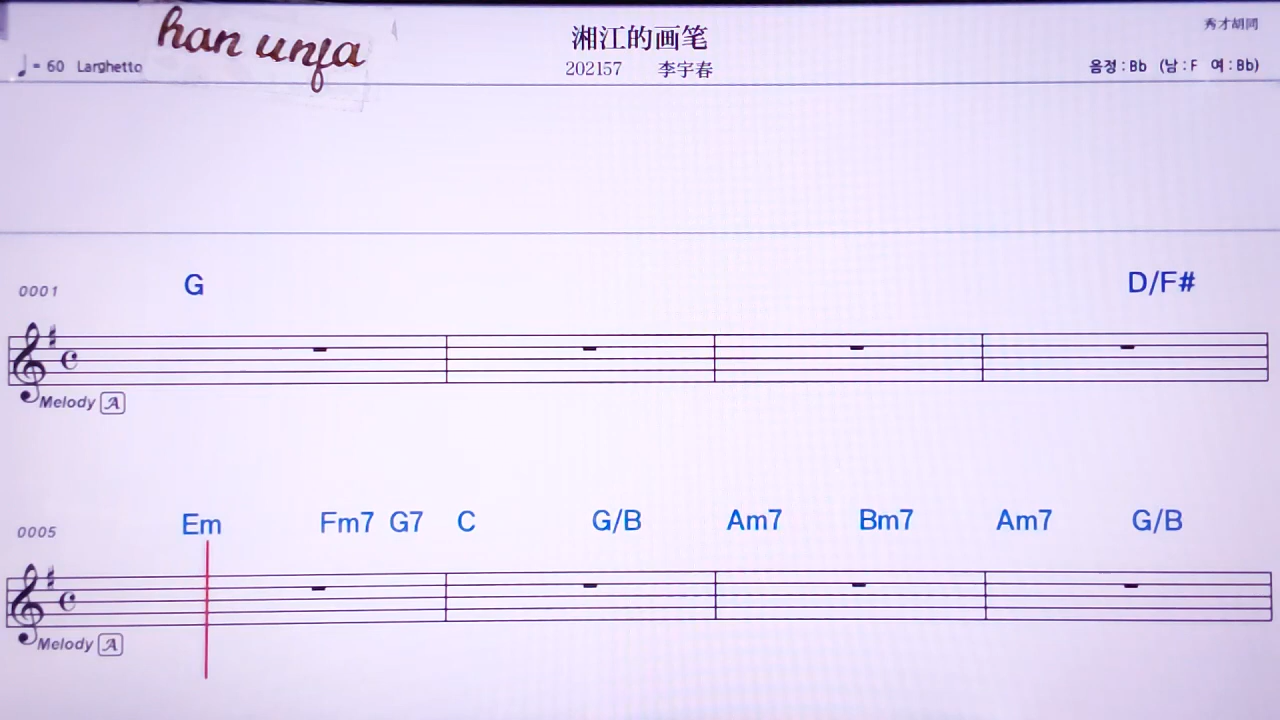 han unfa
湘江的画笔
秀才胡同
♩= 60 Larghetto
202157 李宇春
음정 : Bb (남 : F 여 : Bb)
0001 G D/F#
Melody A
0005 Em Fm7 G7 C G/B Am7 Bm7 Am7 G/B
Melody A